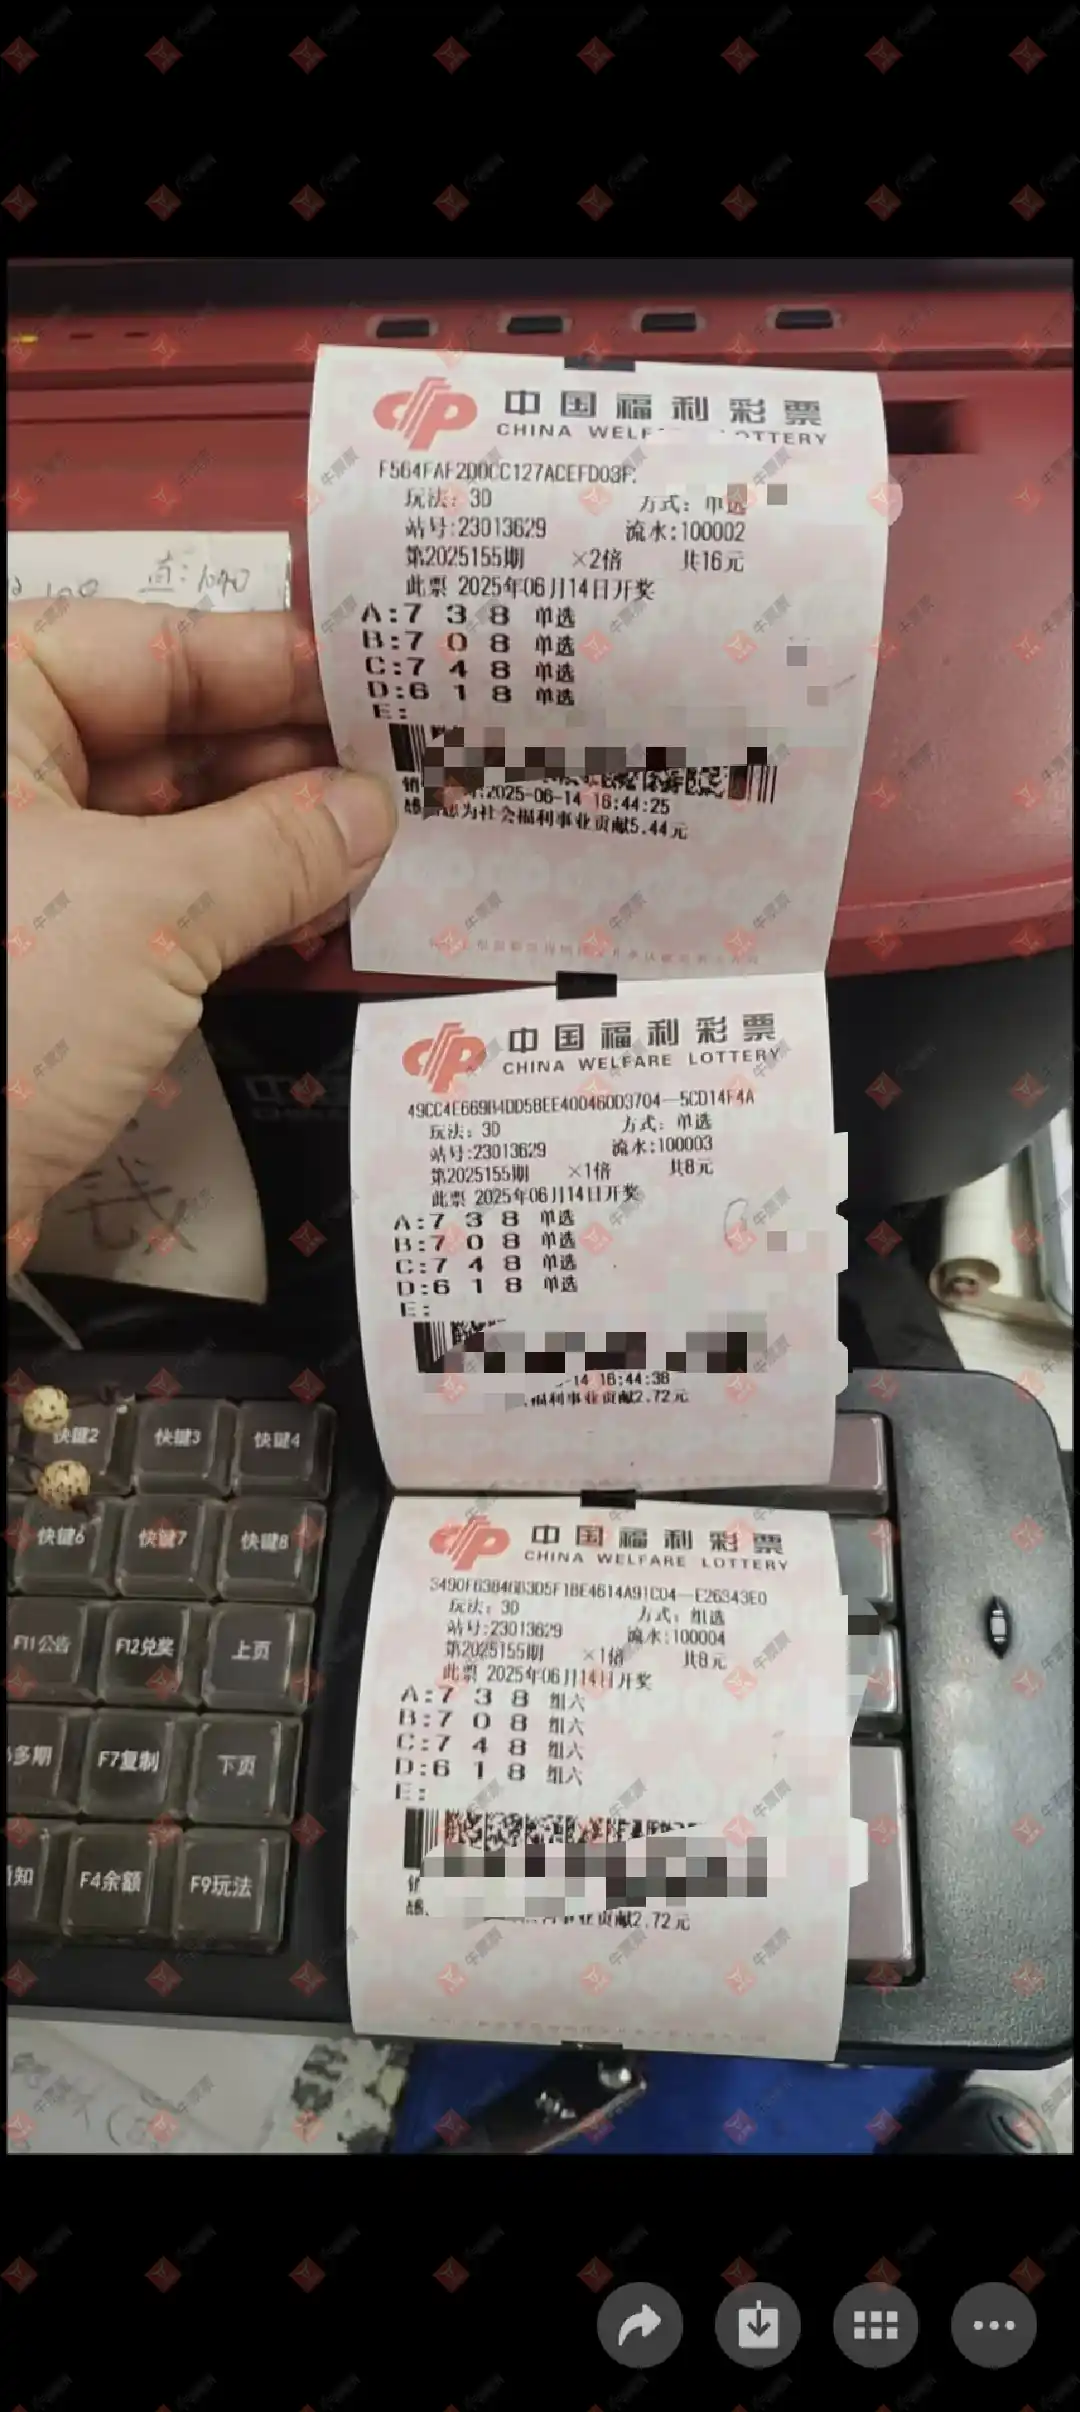 中国福利彩票
CHINA WELF OTTERY
F564FAF2D0CC127ACEFD03F
玩法：3D 方式：单选
站号:23013629 流水:100002
第2025155期 ×2倍 共16元
此票 2025年06月14日开奖
A:7 3 8 单选
B:7 0 8 单选
C:7 4 8 单选
D:6 1 8 单选
E:
:2025-06-14 16:44:25
为社会福利事业贡献5.44元
中国福利彩票
CHINA WELFARE LOTTERY
玩法：3D 方式：单选
站号:23013629 流水:100003
第2025155期 ×1倍 共8元
此票 2025年06月14日开奖
A:7 3 8 单选
B:7 0 8 单选
C:7 4 8 单选
D:6 1 8 单选
E:
-14 16:44:38
福利事业贡献2.72元
中国福利彩票
CHINA WELFARE LOTTERY
玩法：3D 方式：组选
站号:23013629 流水:100004
第2025155期 ×1倍 共8元
此票 2025年06月14日开奖
A:7 3 8 组六
B:7 0 8 组六
C:7 4 8 组六
D:6 1 8 组六
E:
事业贡献2.72元
快键2 快键3 快键4
快键6 快键7 快键8
F11公告 F12兑奖 上页
多期 F7复制 下页
知 F4余额 F9玩法
牛票票